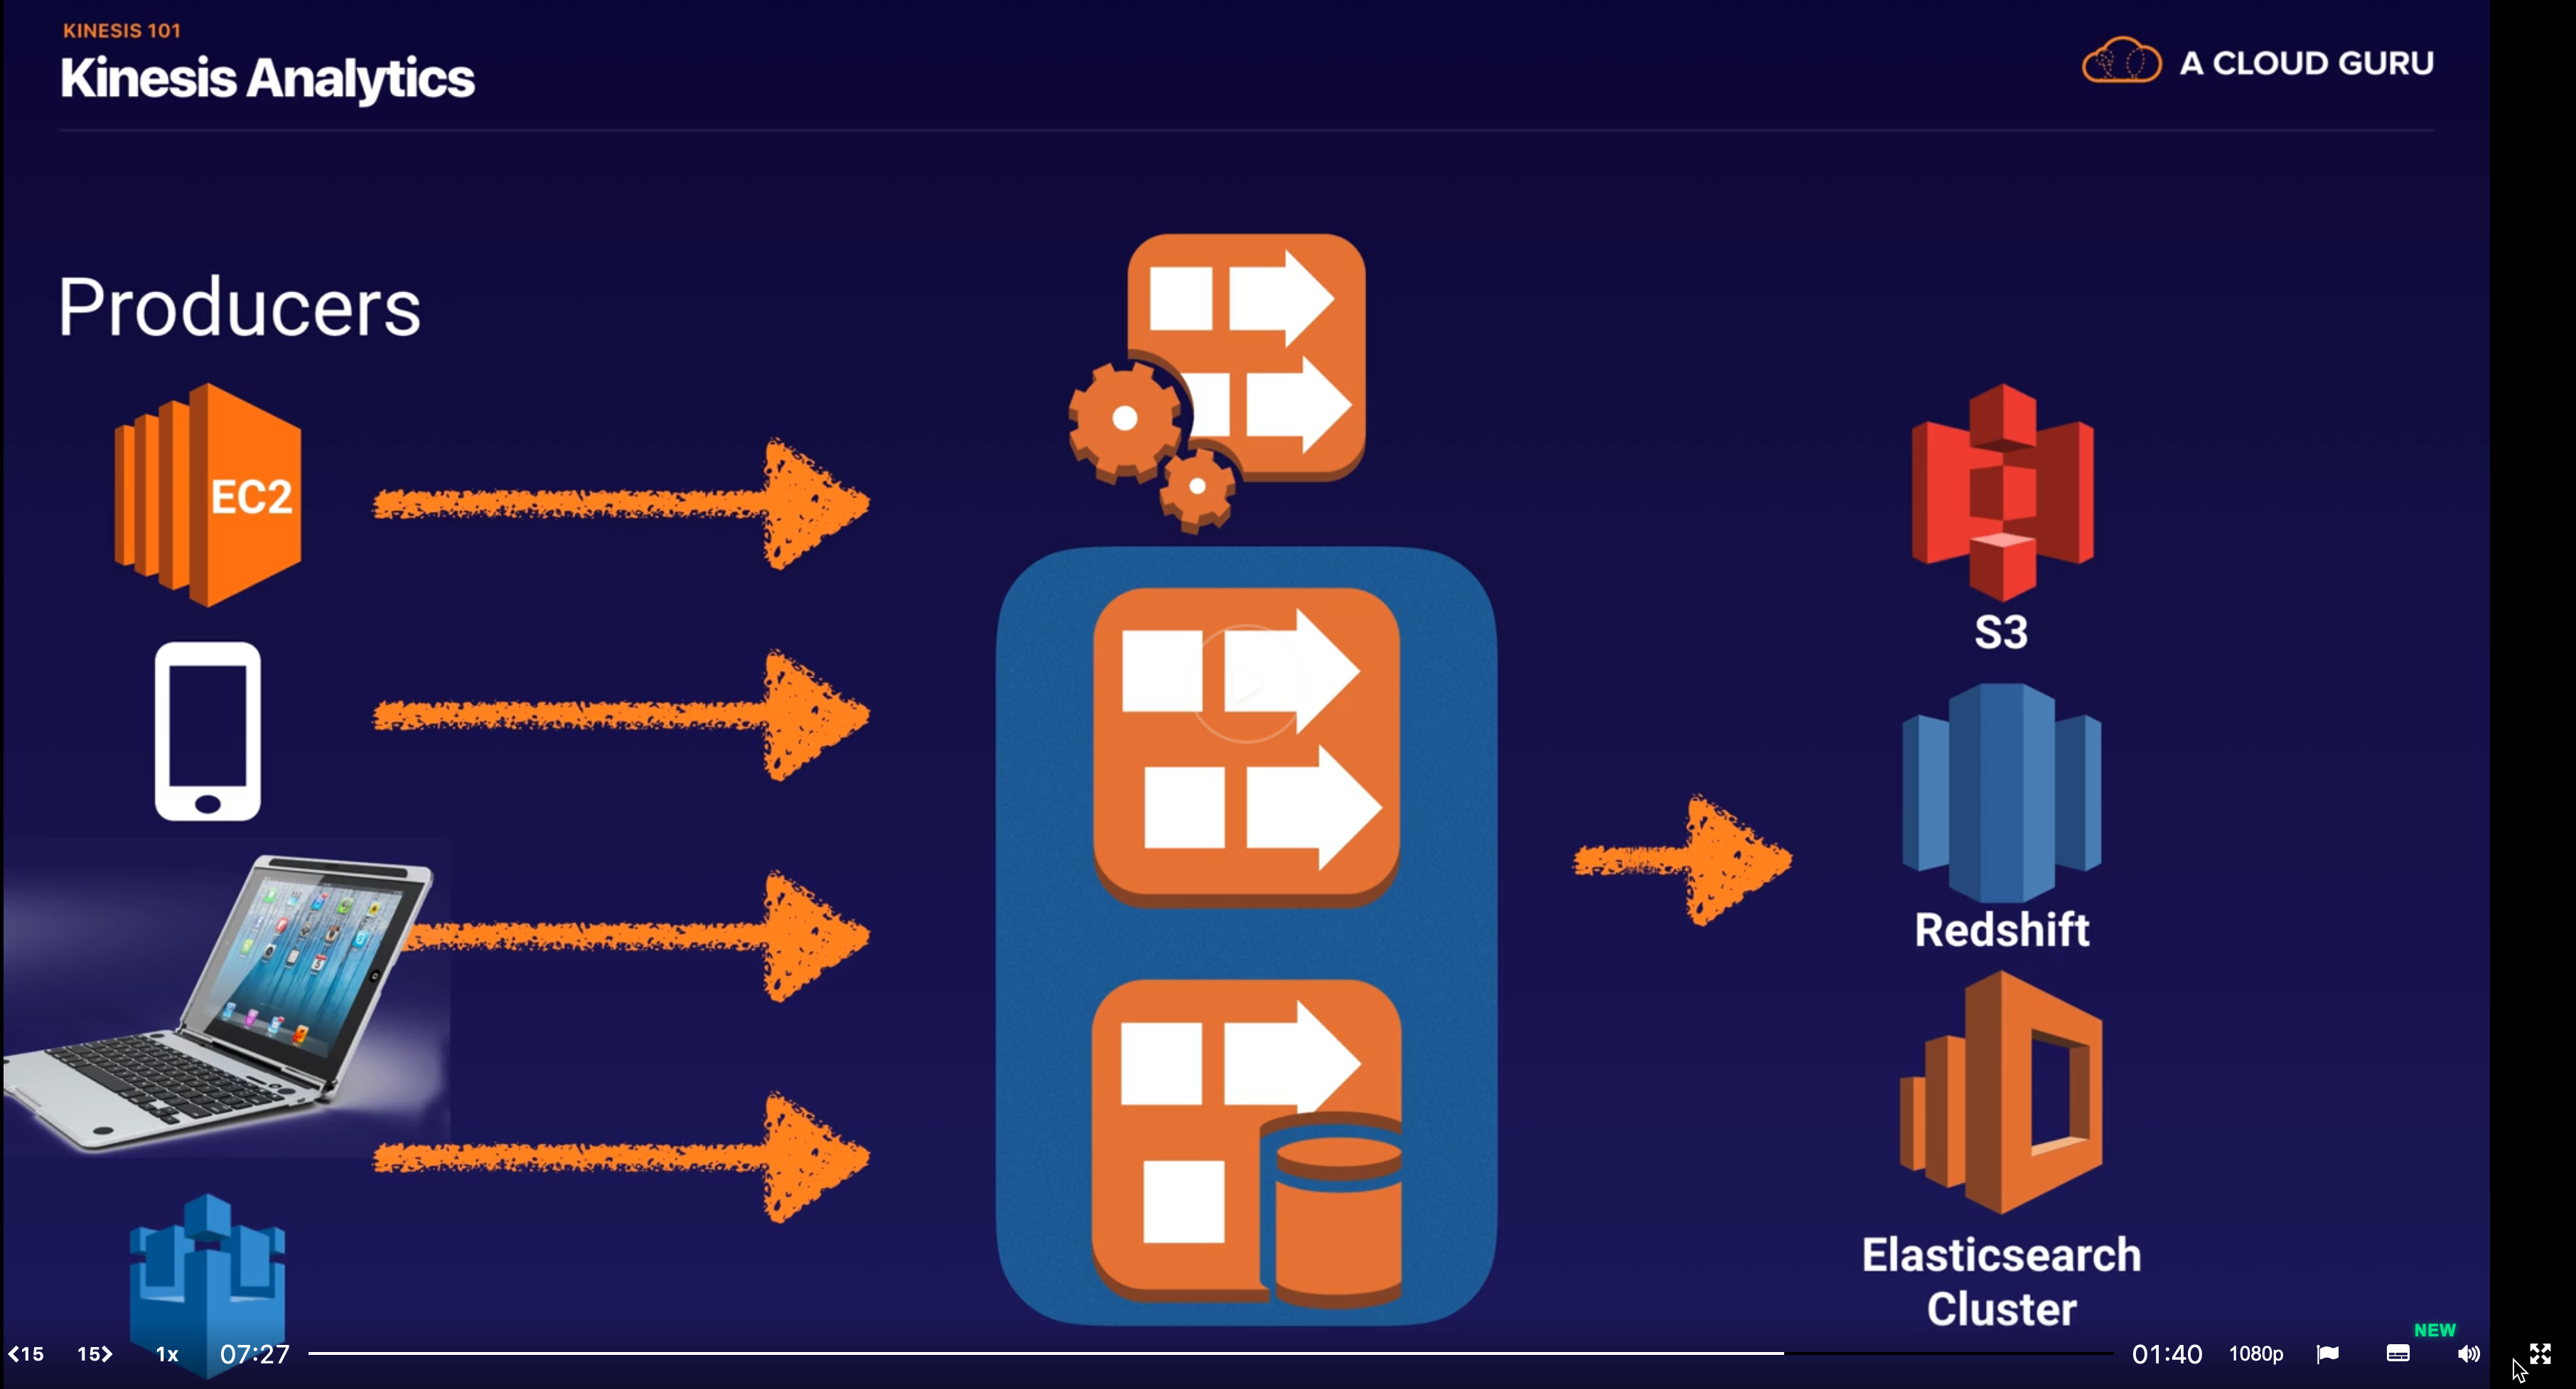 KINESIS 101
Kinesis Analytics
A CLOUD GURU
Producers
EC2
S3
Redshift
Elasticsearch
Cluster
NEW
15
15
1x
07:27
01:40
1080p